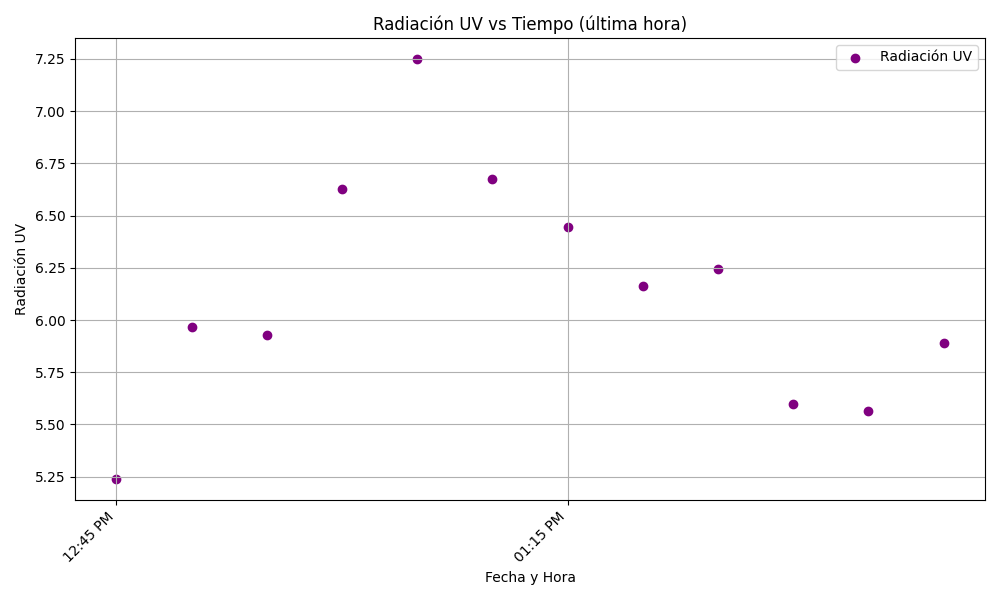 Radiación UV vs Tiempo (última hora)
Radiación UV
7.25
7.00
6.75
6.50
6.25
6.00
5.75
5.50
5.25
Radiación UV
12:45 PM
01:15 PM
Fecha y Hora